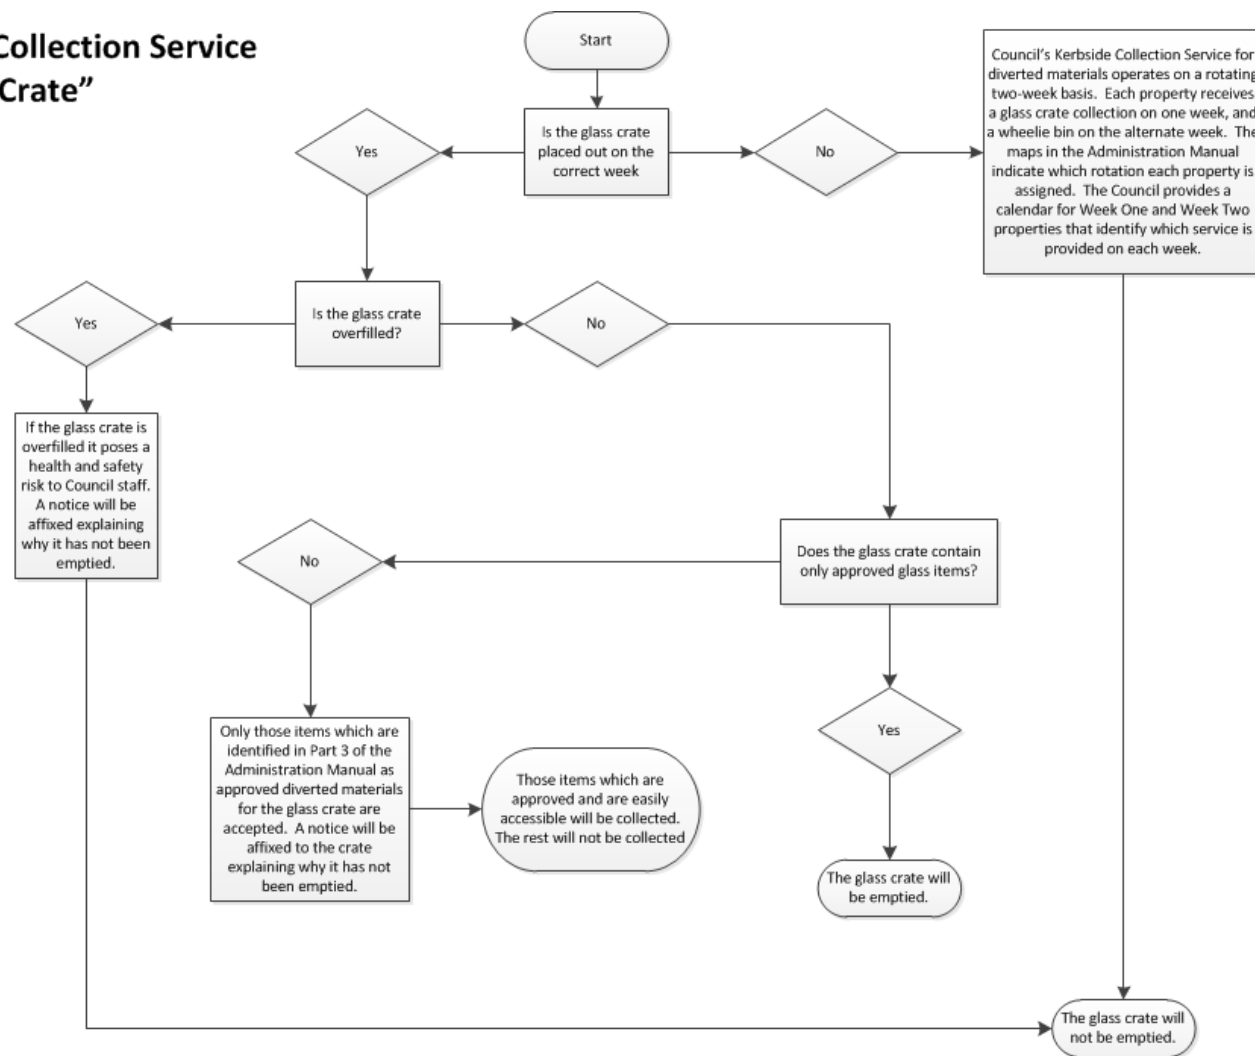 Collection Service
Crate”
Start
Council’s Kerbside Collection Service for
diverted materials operates on a rotating
two-week basis.  Each property receives
a glass crate collection on one week, and
a wheelie bin on the alternate week.  The
maps in the Administration Manual
indicate which rotation each property is
assigned.  The Council provides a
calendar for Week One and Week Two
properties that identify which service is
provided on each week.
Is the glass crate
placed out on the
correct week
Yes
No
Is the glass crate
overfilled?
Yes
No
If the glass crate is
overfilled it poses a
health and safety
risk to Council staff.
A notice will be
affixed explaining
why it has not been
emptied.
Does the glass crate contain
only approved glass items?
No
Yes
Only those items which are
identified in Part 3 of the
Administration Manual as
approved diverted materials
for the glass crate are
accepted.  A notice will be
affixed to the crate
explaining why it has not
been emptied.
Those items which are
approved and are easily
accessible will be collected.
The rest will not be collected
The glass crate will
be emptied.
The glass crate will
not be emptied.